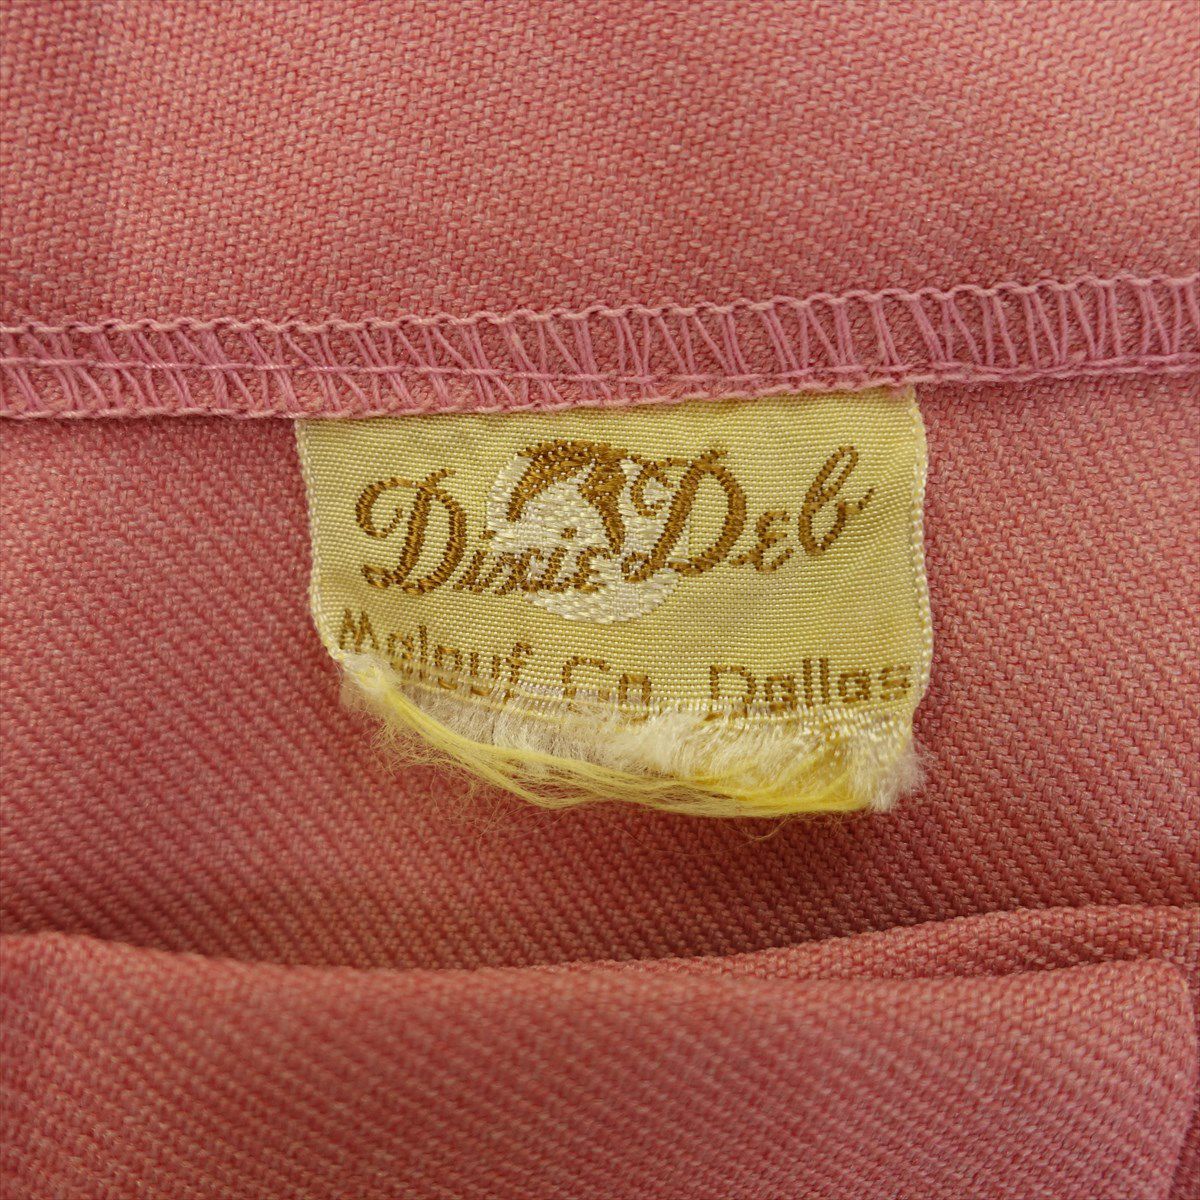 Dixie Deb
Malouf Co. Dallas